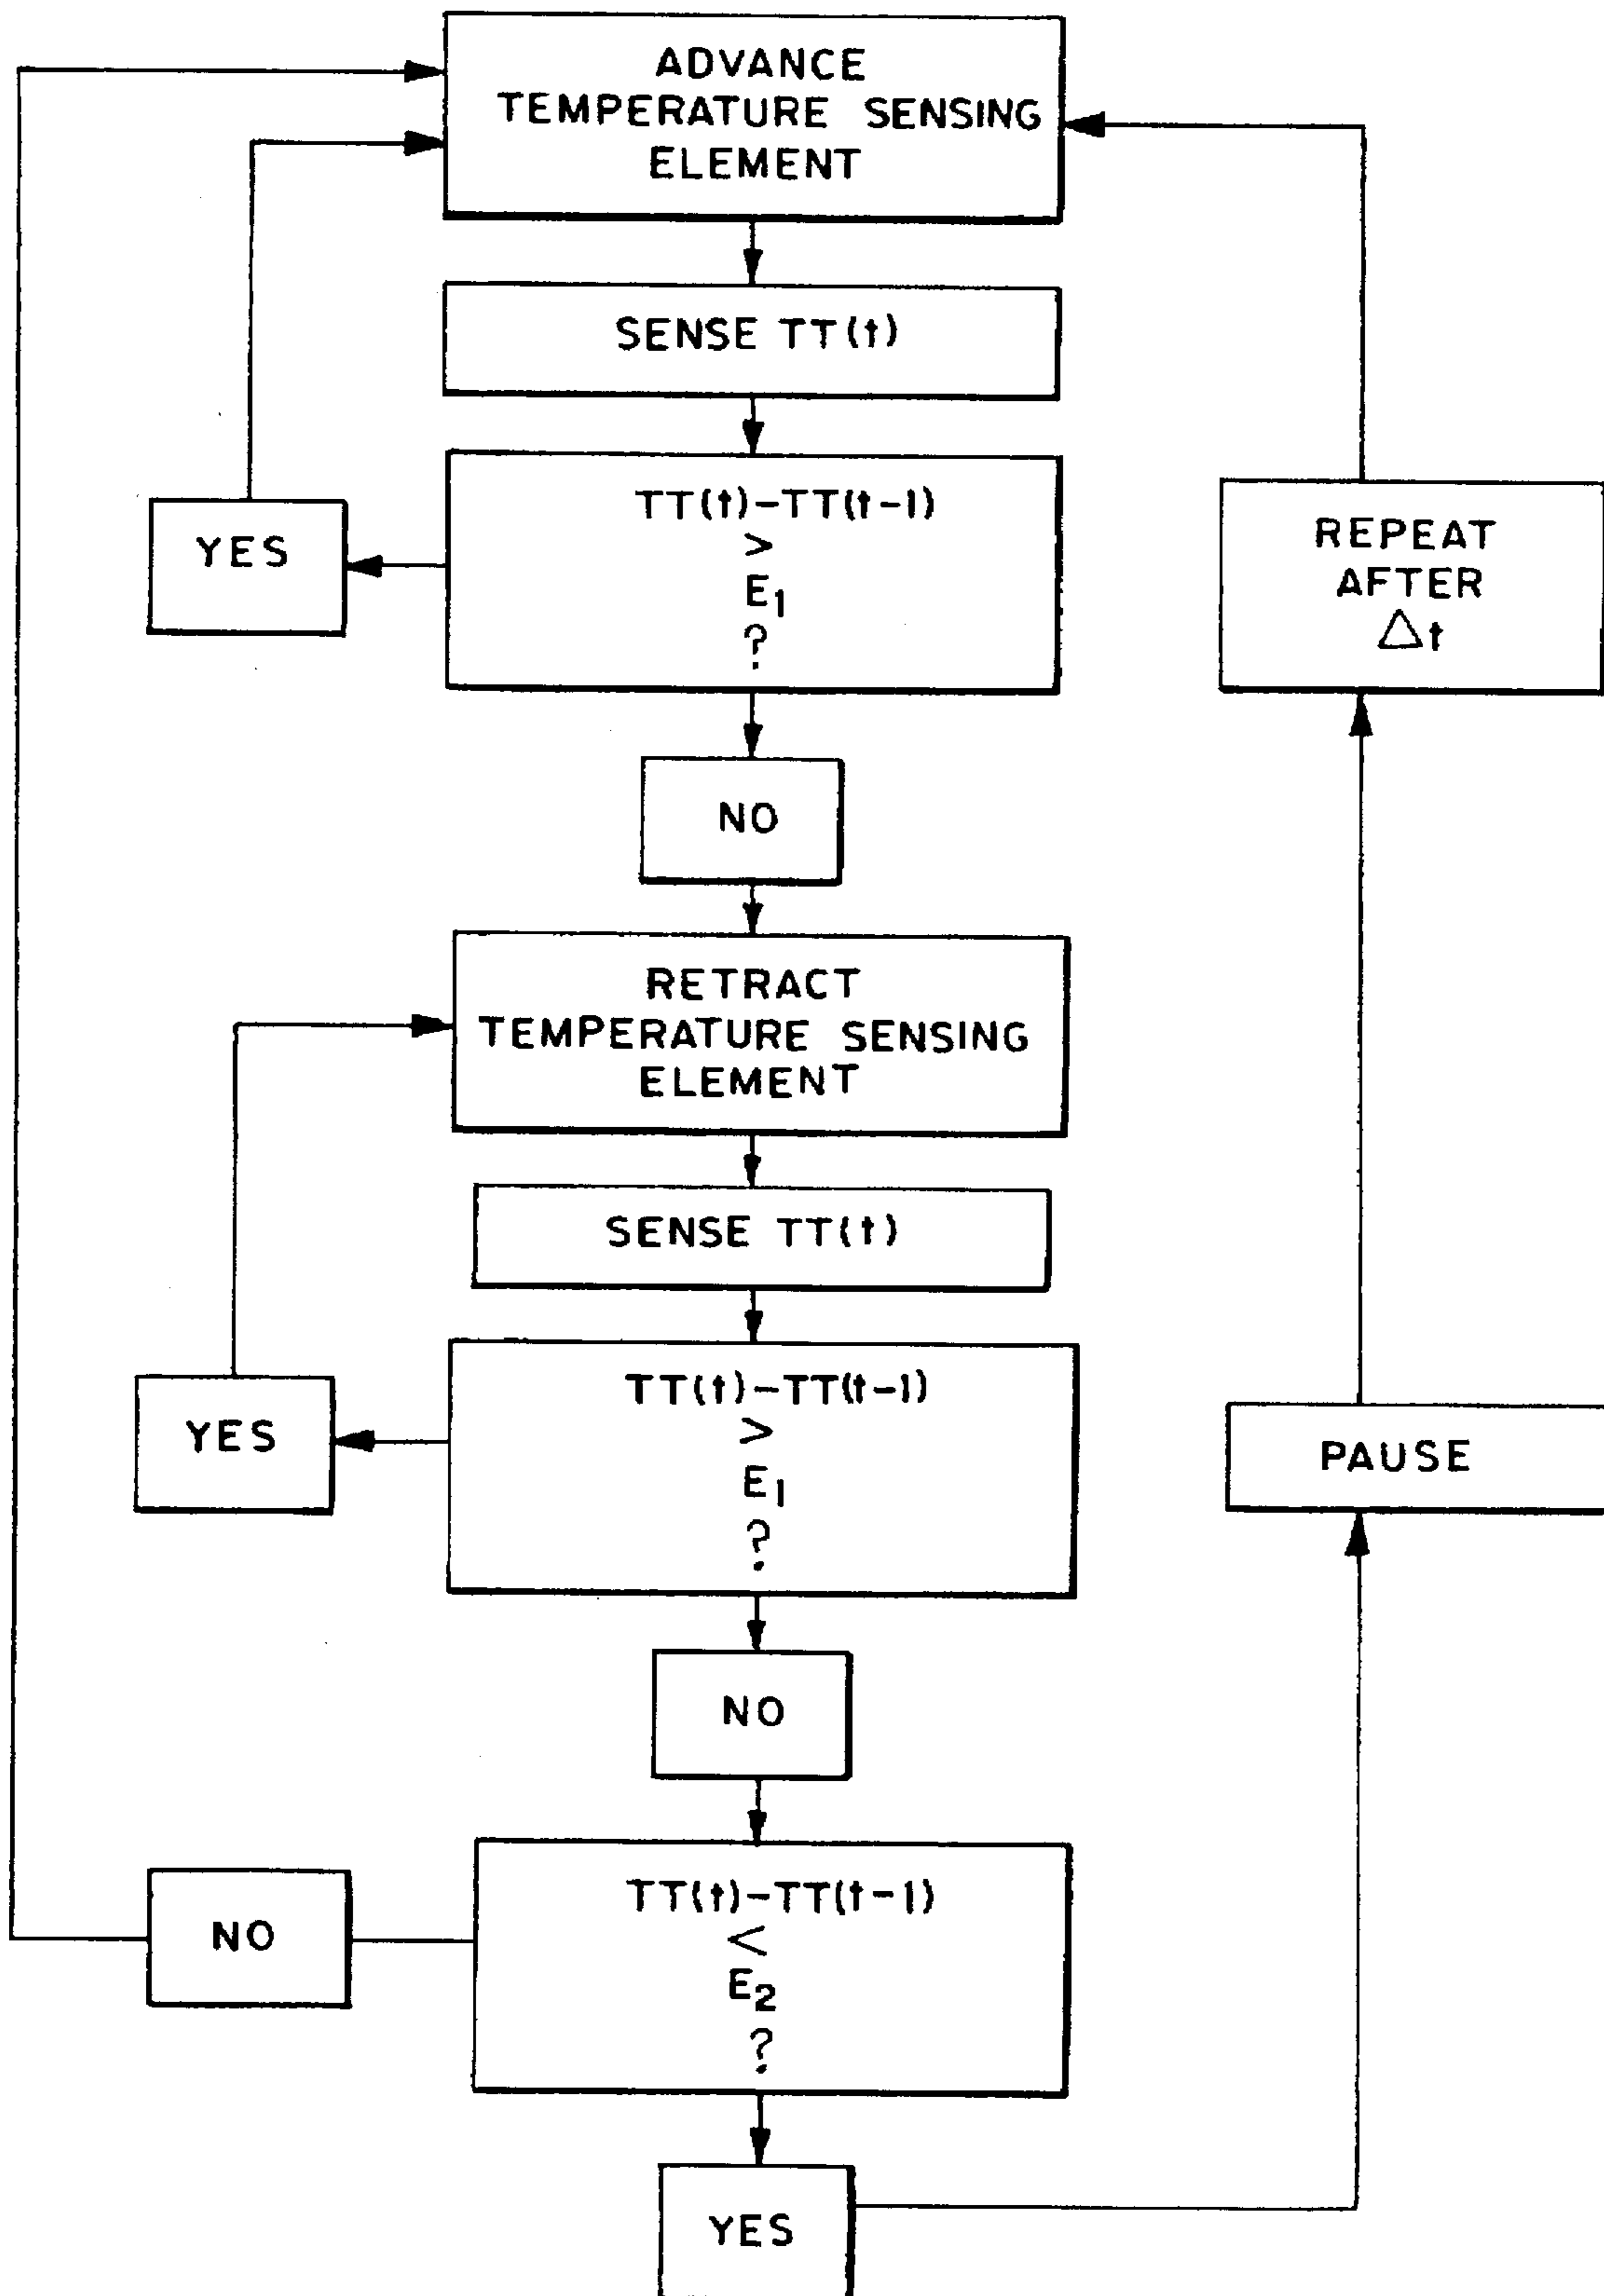 ADVANCE
TEMPERATURE SENSING
ELEMENT
SENSE TT(t)
TT(t)-TT(t-1)
>
E1
?
YES
REPEAT
AFTER
Δt
NO
RETRACT
TEMPERATURE SENSING
ELEMENT
SENSE TT(t)
TT(t)-TT(t-1)
>
E1
?
YES
PAUSE
NO
TT(t)-TT(t-1)
<
E2
?
NO
YES